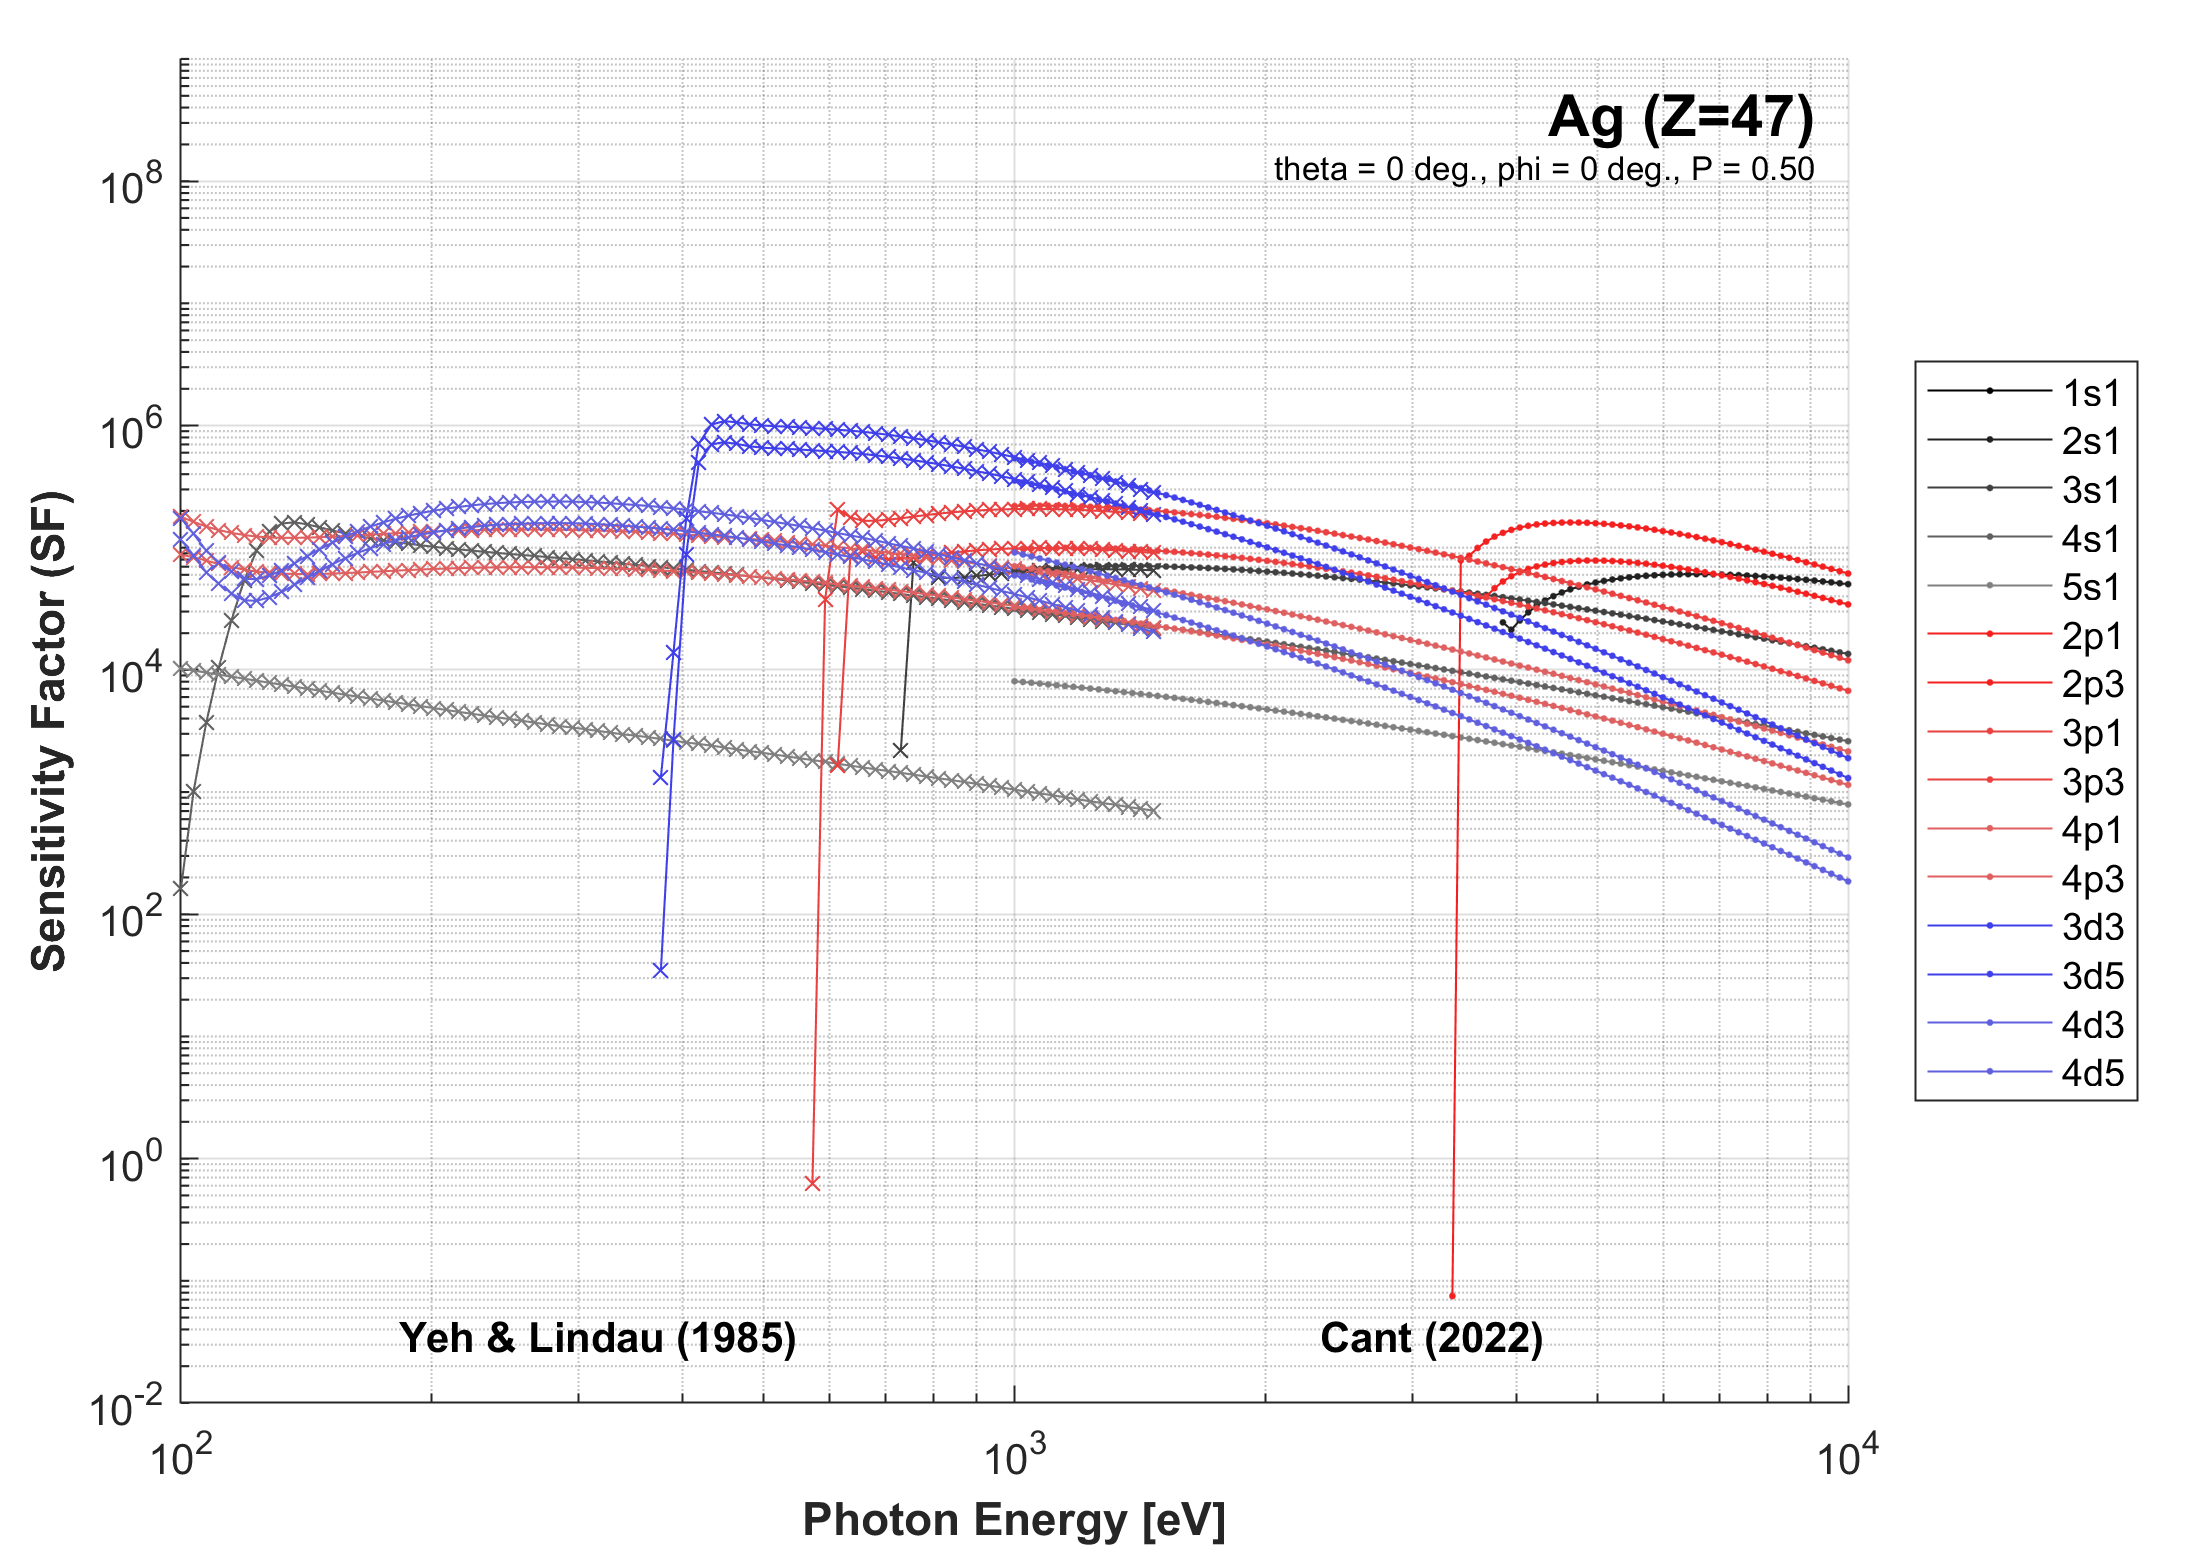 Ag (Z=47)
theta = 0 deg., phi = 0 deg., P = 0.50
Sensitivity Factor (SF)
10^8
10^6
10^4
10^2
10^0
10^-2
Yeh & Lindau (1985)
Cant (2022)
10^2
10^3
10^4
Photon Energy [eV]
1s1
2s1
3s1
4s1
5s1
2p1
2p3
3p1
3p3
4p1
4p3
3d3
3d5
4d3
4d5